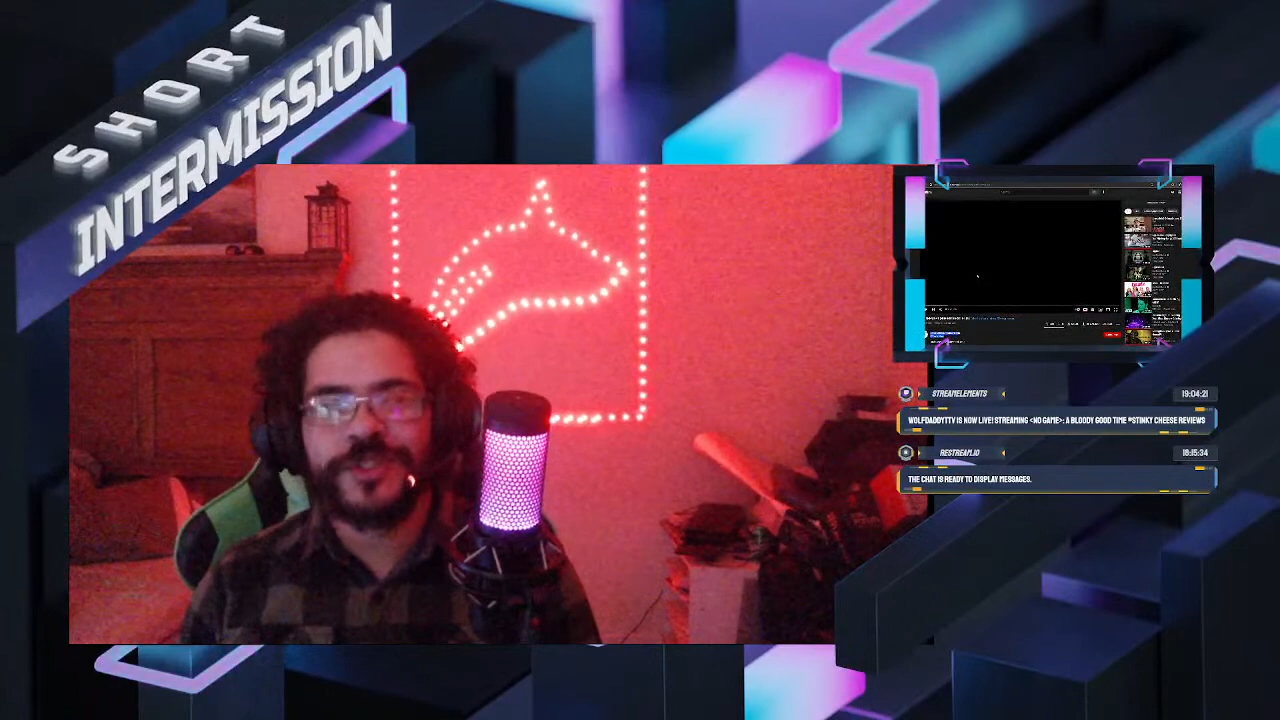 SHORT
INTERMISSION
STREAMELEMENTS
19:04:21
WOLFDADDYTTV IS NOW LIVE! STREAMING <NO GAME>: A BLOODY GOOD TIME #STINKY CHEESE REVIEWS
RESTREAM.IO
18:15:34
THE CHAT IS READY TO DISPLAY MESSAGES.